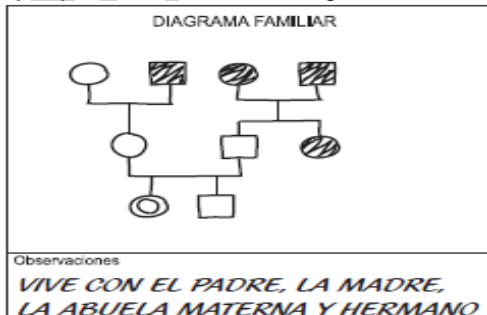 DIAGRAMA FAMILIAR
Observaciones
VIVE CON EL PADRE, LA MADRE,
LA ABUELA MATERNA Y HERMANO